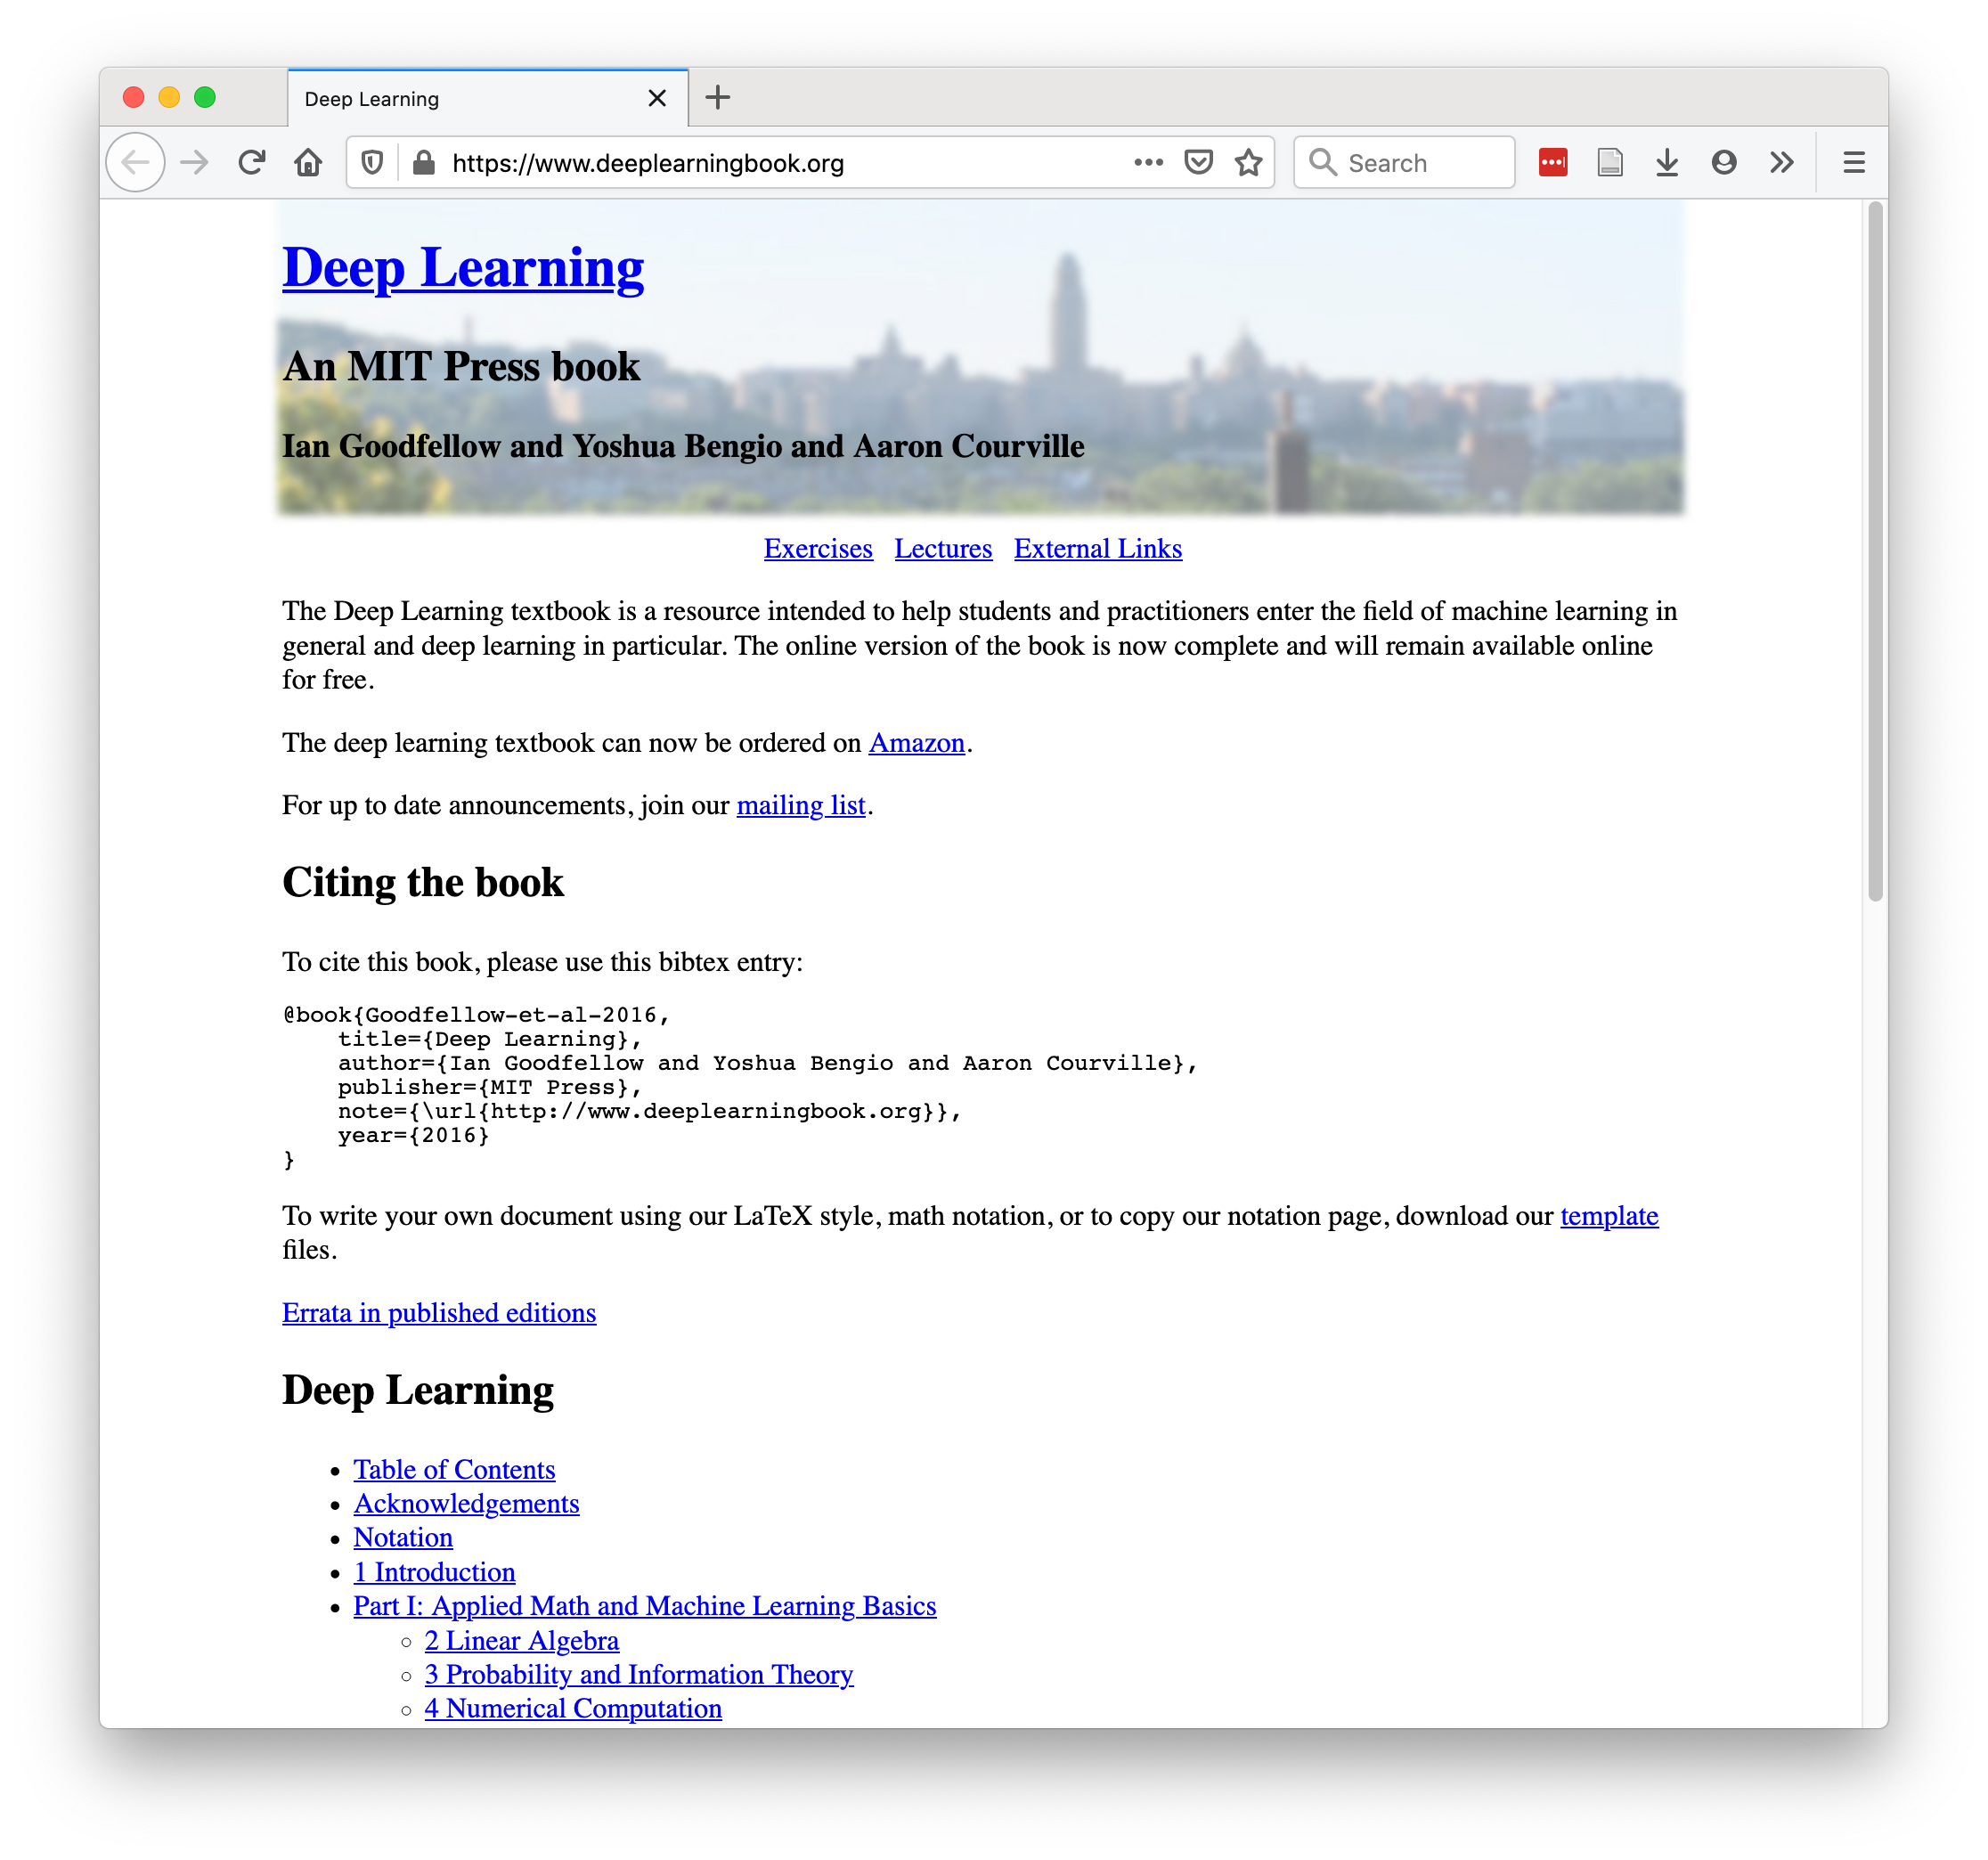 Deep Learning
https://www.deeplearningbook.org
Search
Deep Learning
An MIT Press book
Ian Goodfellow and Yoshua Bengio and Aaron Courville
Exercises Lectures External Links
The Deep Learning textbook is a resource intended to help students and practitioners enter the field of machine learning in
general and deep learning in particular. The online version of the book is now complete and will remain available online
for free.
The deep learning textbook can now be ordered on Amazon.
For up to date announcements, join our mailing list.
Citing the book
To cite this book, please use this bibtex entry:
@book{Goodfellow-et-al-2016,
    title={Deep Learning},
    author={Ian Goodfellow and Yoshua Bengio and Aaron Courville},
    publisher={MIT Press},
    note={\url{http://www.deeplearningbook.org}},
    year={2016}
}
To write your own document using our LaTeX style, math notation, or to copy our notation page, download our template
files.
Errata in published editions
Deep Learning
• Table of Contents
• Acknowledgements
• Notation
• 1 Introduction
• Part I: Applied Math and Machine Learning Basics
◦ 2 Linear Algebra
◦ 3 Probability and Information Theory
◦ 4 Numerical Computation